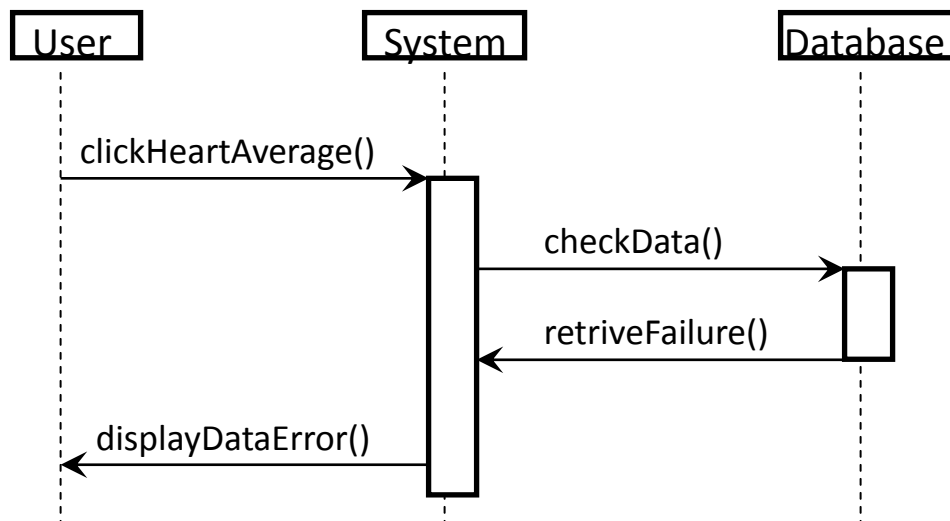 User
System
Database
clickHeartAverage()
checkData()
retriveFailure()
displayDataError()